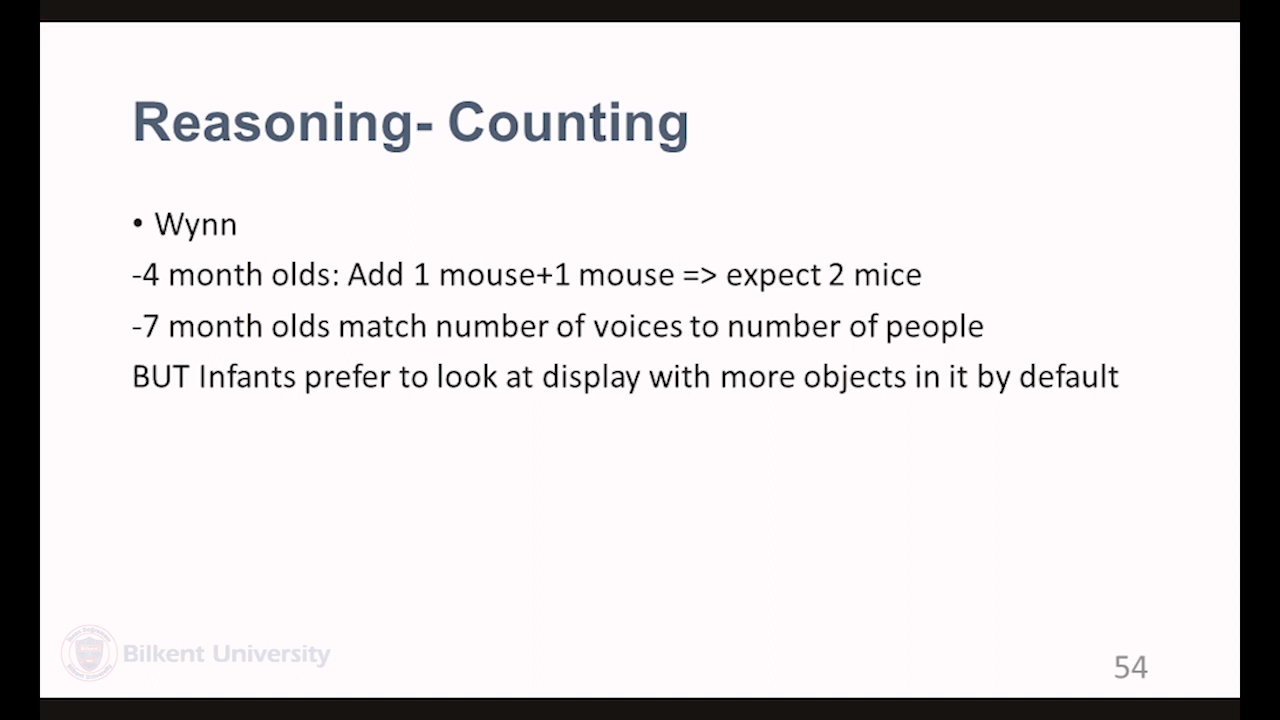 Reasoning- Counting
• Wynn
-4 month olds: Add 1 mouse+1 mouse => expect 2 mice
-7 month olds match number of voices to number of people
BUT Infants prefer to look at display with more objects in it by default
Bilkent University
54